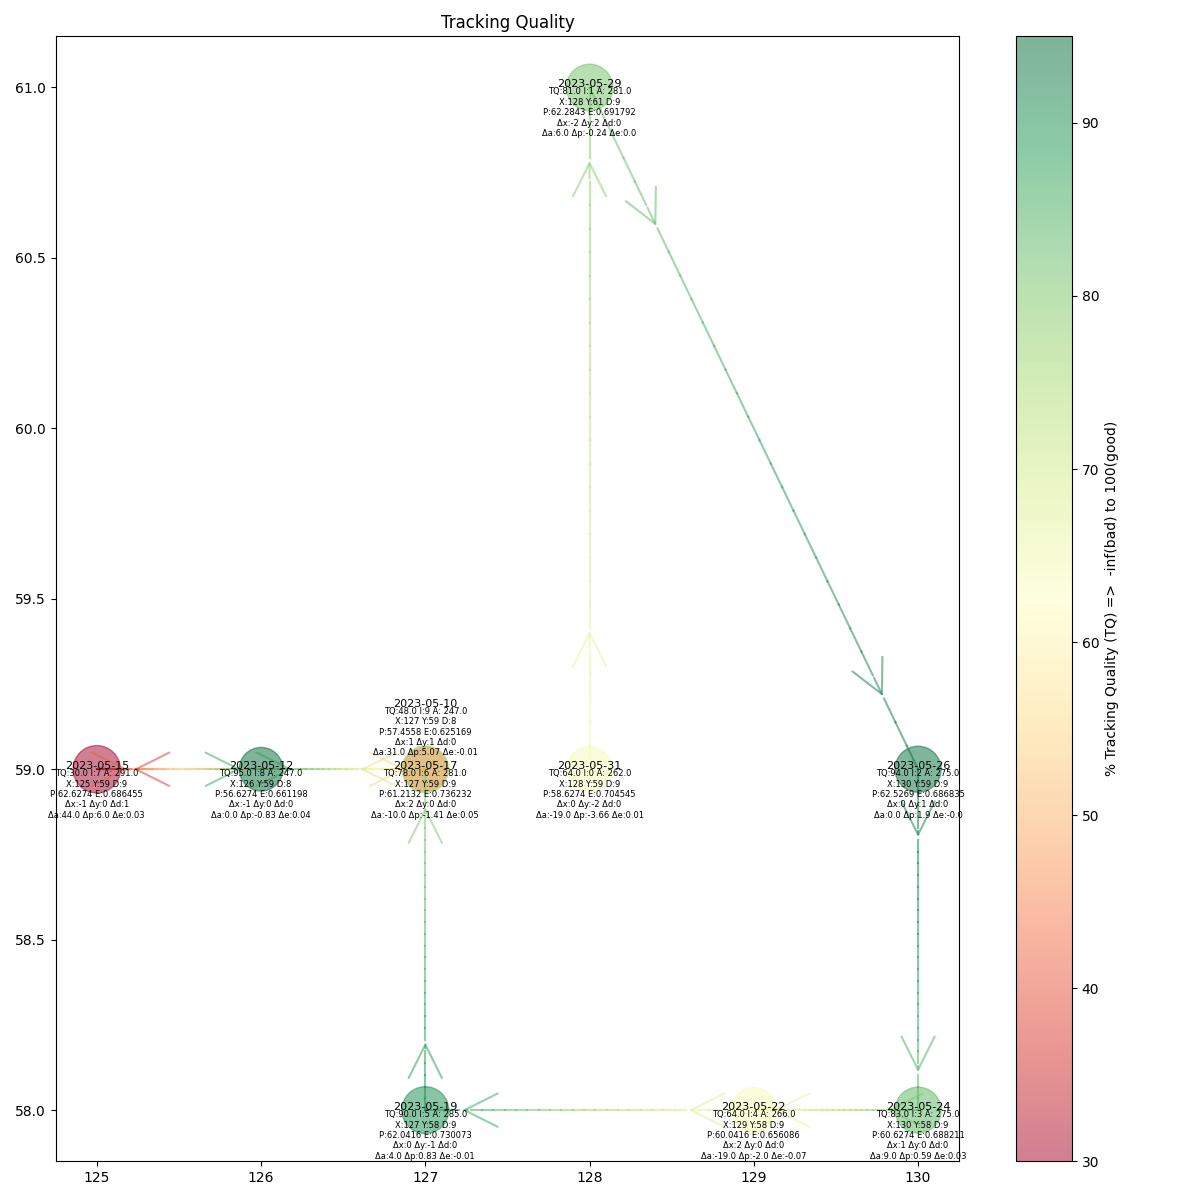 Tracking Quality
61.0
60.5
60.0
59.5
59.0
58.5
58.0
125
126
127
128
129
130
2023-05-29
TQ:81.0 I:1 A: 281.0
X:128 Y:61 D:9
P:62.2843 E:0.691792
Δx:-2 Δy:2 Δd:0
Δa:6.0 Δp:-0.24 Δe:0.0
2023-05-10
TQ:48.0 I:9 A: 247.0
X:127 Y:59 D:8
P:57.4558 E:0.625169
Δx:1 Δy:1 Δd:0
Δa:31.0 Δp:5.07 Δe:-0.01
2023-05-15
TQ:30.0 I:7 A: 291.0
X:125 Y:59 D:9
P:62.6274 E:0.686455
Δx:-1 Δy:0 Δd:1
Δa:44.0 Δp:6.0 Δe:0.03
2023-05-12
TQ:95.0 I:8 A: 247.0
X:126 Y:59 D:8
P:56.6274 E:0.661198
Δx:-1 Δy:0 Δd:0
Δa:0.0 Δp:-0.83 Δe:0.04
2023-05-17
TQ:78.0 I:6 A: 281.0
X:127 Y:59 D:9
P:61.2132 E:0.736232
Δx:2 Δy:0 Δd:0
Δa:-10.0 Δp:-1.41 Δe:0.05
2023-05-31
TQ:64.0 I:0 A: 262.0
X:128 Y:59 D:9
P:58.6274 E:0.704545
Δx:0 Δy:-2 Δd:0
Δa:-19.0 Δp:-3.66 Δe:0.01
2023-05-26
TQ:94.0 I:2 A: 275.0
X:130 Y:59 D:9
P:62.5269 E:0.686835
Δx:0 Δy:1 Δd:0
Δa:0.0 Δp:1.9 Δe:-0.0
2023-05-19
TQ:90.0 I:5 A: 285.0
X:127 Y:58 D:9
P:62.0416 E:0.730073
Δx:0 Δy:-1 Δd:0
Δa:4.0 Δp:0.83 Δe:-0.01
2023-05-22
TQ:64.0 I:4 A: 266.0
X:129 Y:58 D:9
P:60.0416 E:0.656086
Δx:2 Δy:0 Δd:0
Δa:-19.0 Δp:-2.0 Δe:-0.07
2023-05-24
TQ:83.0 I:3 A: 275.0
X:130 Y:58 D:9
P:60.6274 E:0.688211
Δx:1 Δy:0 Δd:0
Δa:9.0 Δp:0.59 Δe:0.03
90
80
70
60
50
40
30
% Tracking Quality (TQ) => -inf(bad) to 100(good)